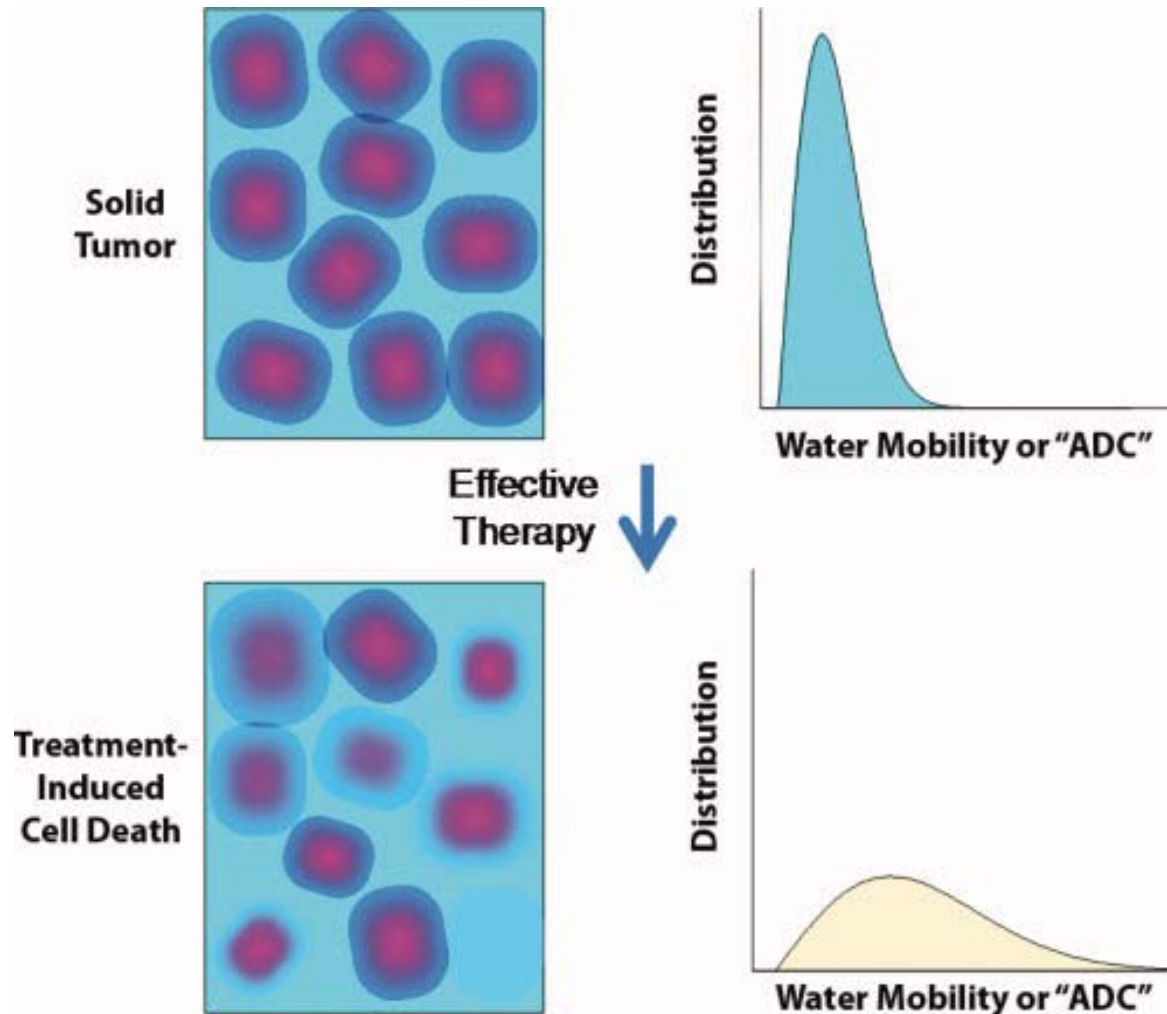 Solid
Tumor
Distribution
Water Mobility or “ADC”
Effective
Therapy
Treatment-
Induced
Cell Death
Distribution
Water Mobility or “ADC”